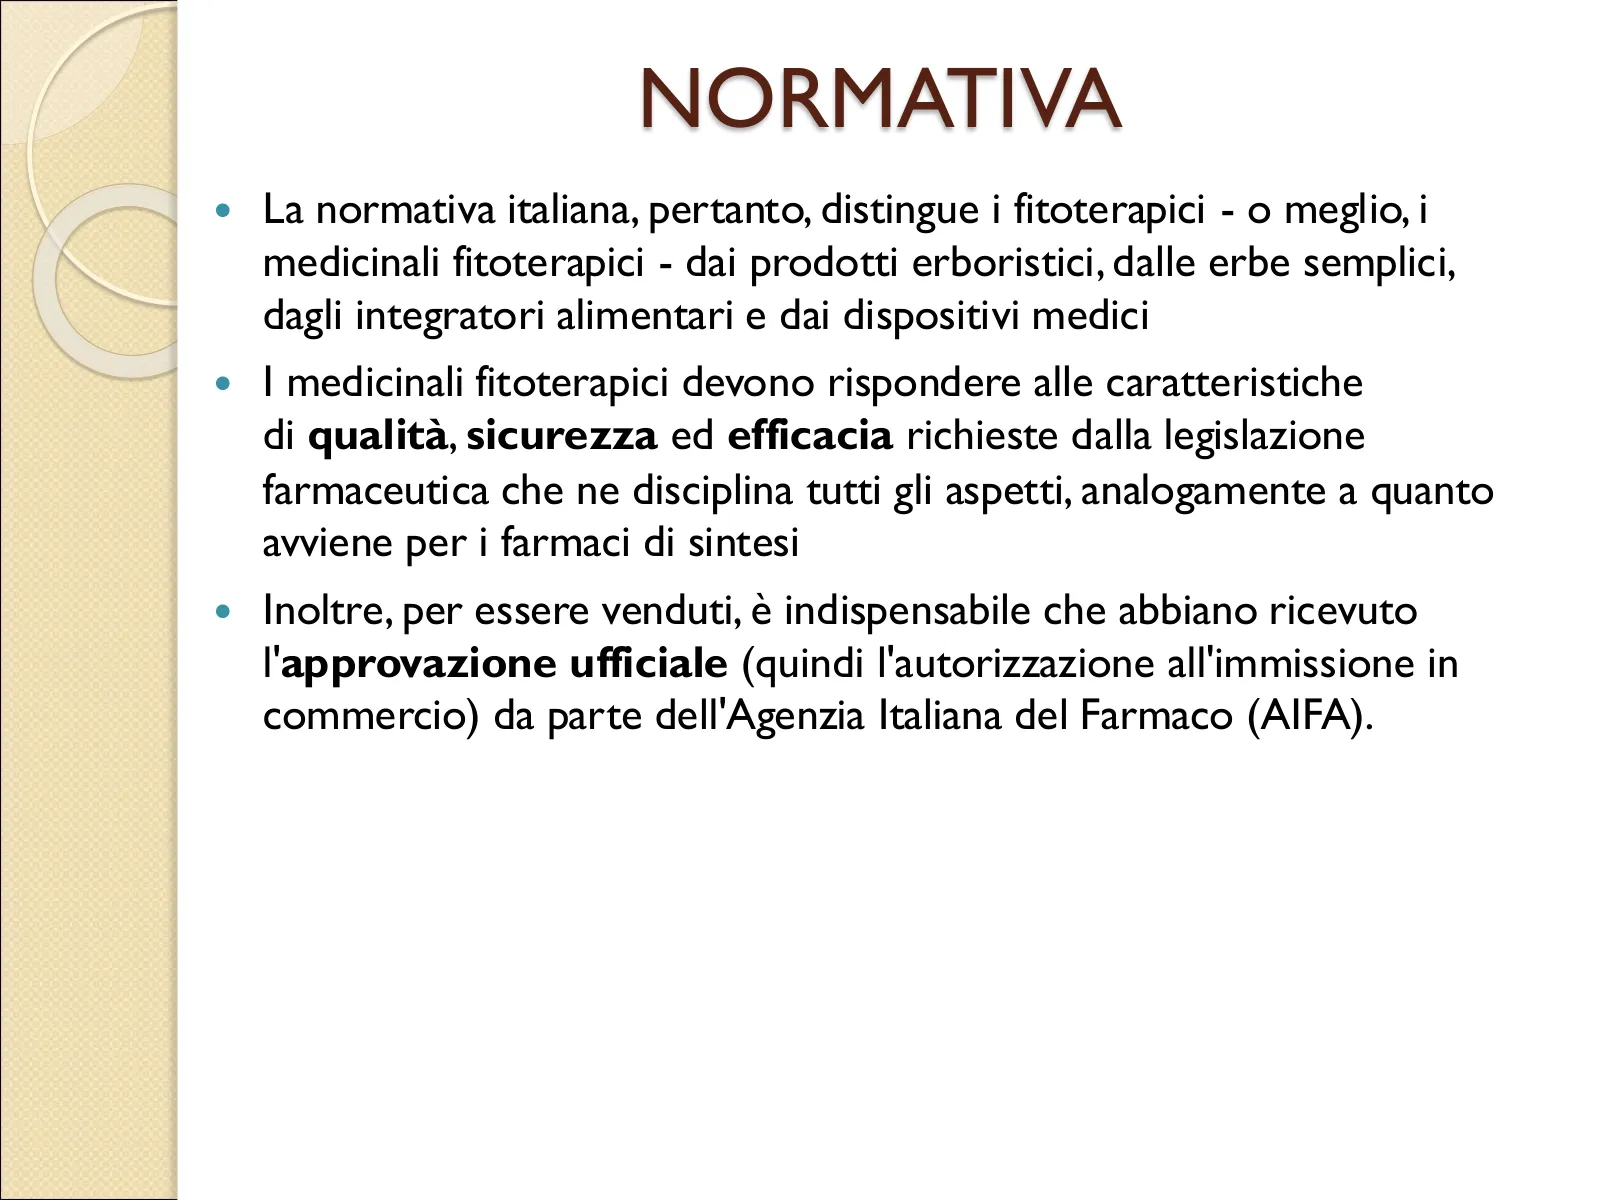 NORMATIVA
• La normativa italiana, pertanto, distingue i fitoterapici - o meglio, i
medicinali fitoterapici - dai prodotti erboristici, dalle erbe semplici,
dagli integratori alimentari e dai dispositivi medici
• I medicinali fitoterapici devono rispondere alle caratteristiche
di qualità, sicurezza ed efficacia richieste dalla legislazione
farmaceutica che ne disciplina tutti gli aspetti, analogamente a quanto
avviene per i farmaci di sintesi
• Inoltre, per essere venduti, è indispensabile che abbiano ricevuto
l'approvazione ufficiale (quindi l'autorizzazione all'immissione in
commercio) da parte dell'Agenzia Italiana del Farmaco (AIFA).